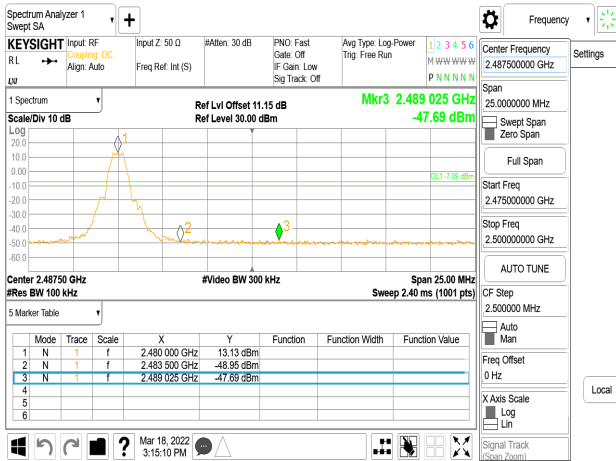 Spectrum Analyzer 1
Swept SA
Frequency
KEYSIGHT
Input: RF
Coupling: DC
Align: Auto
Input Z: 50 Ω
Freq Ref: Int (S)
#Atten: 30 dB
PNO: Fast
Gate: Off
IF Gain: Low
Sig Track: Off
Avg Type: Log-Power
Trig: Free Run
1 2 3 4 5 6
M W W W W W
P N N N N N
R L
LXI
1 Spectrum
Scale/Div 10 dB
Ref Lvl Offset 11.15 dB
Ref Level 30.00 dBm
Mkr3 2.489 025 GHz
-47.69 dBm
Log
20.0
10.0
0.00
-10.0
-20.0
-30.0
-40.0
-50.0
-60.0
1
2
3
DL1 -7.09 dBm
Center 2.48750 GHz
#Res BW 100 kHz
#Video BW 300 kHz
Span 25.00 MHz
Sweep 2.40 ms (1001 pts)
5 Marker Table
Mode Trace Scale X Y Function Function Width Function Value
1 N 1 f 2.480 000 GHz 13.13 dBm
2 N 1 f 2.483 500 GHz -48.95 dBm
3 N 1 f 2.489 025 GHz -47.69 dBm
4
5
6
?
Mar 18, 2022
3:15:10 PM
Center Frequency
2.487500000 GHz
Settings
Span
25.0000000 MHz
Swept Span
Zero Span
Full Span
Start Freq
2.475000000 GHz
Stop Freq
2.500000000 GHz
AUTO TUNE
CF Step
2.500000 MHz
Auto
Man
Freq Offset
0 Hz
X Axis Scale
Log
Lin
Local
Signal Track
(Span Zoom)